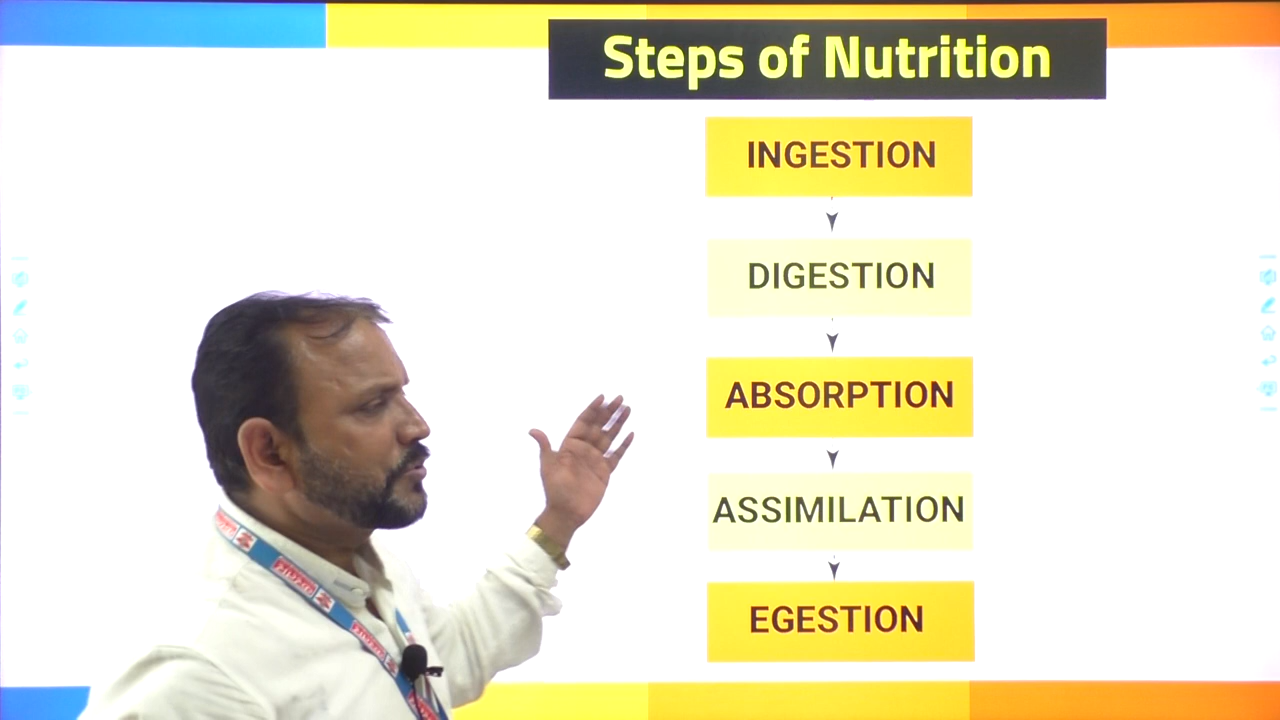 Steps of Nutrition
INGESTION
DIGESTION
ABSORPTION
ASSIMILATION
EGESTION